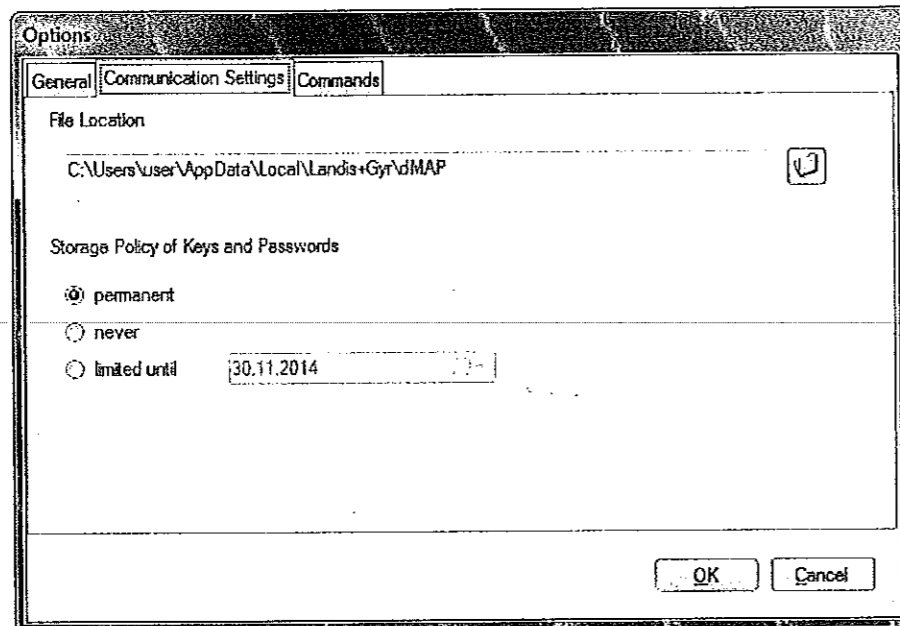 Options
General Communication Settings Commands
File Location
C:\Users\user\AppData\Local\Landis+Gyr\dMAP
Storage Policy of Keys and Passwords
permanent
never
limited until 30.11.2014
OK Cancel